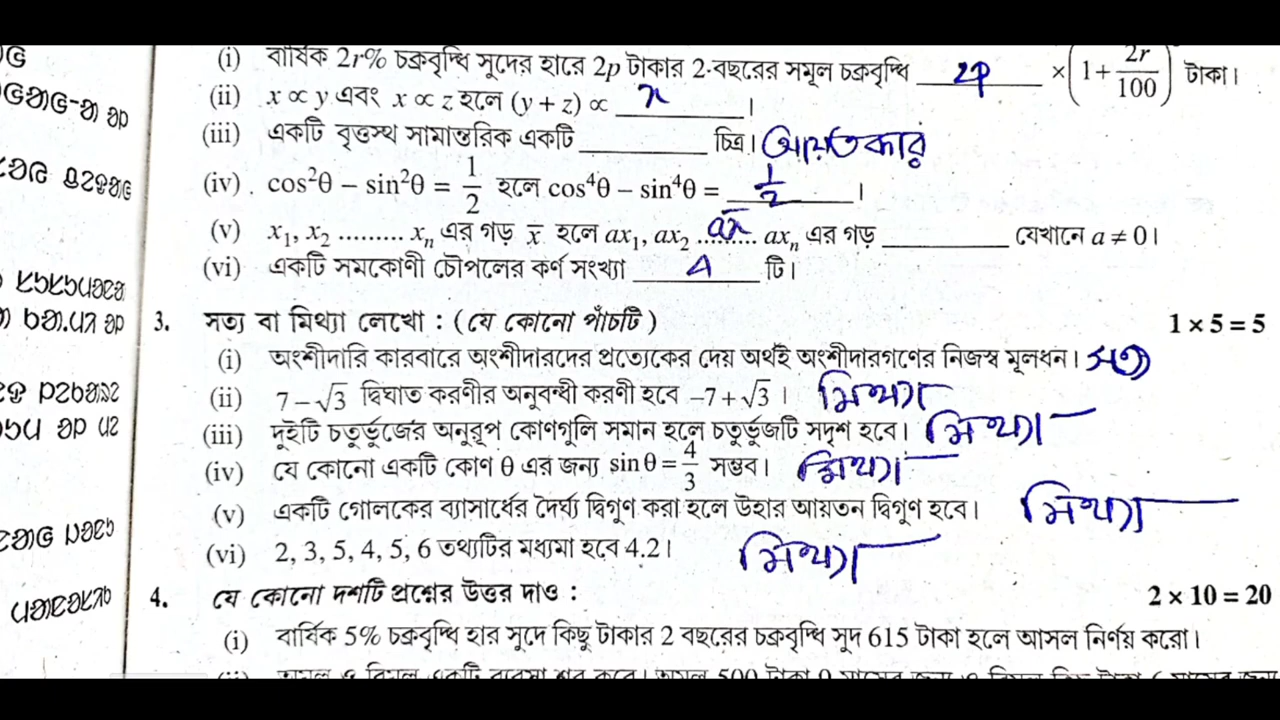 (i) বার্ষিক 2r% চক্রবৃদ্ধি সুদের হারে 2p টাকার 2 বছরের সমূল চক্রবৃদ্ধি 2p × (1 + 2r/100) টাকা।
(ii) x ∝ y এবং x ∝ z হলে (y + z) ∝ x ।
(iii) একটি বৃত্তস্থ সামান্তরিক একটি ________ চিত্র। আয়তকার
(iv) cos²θ – sin²θ = 1/2 হলে cos⁴θ – sin⁴θ = 1/2 ।
(v) x₁, x₂ ......... xₙ এর গড় x̄ হলে ax₁, ax₂ ......... axₙ এর গড় ________ যেখানে a ≠ 0। ax̄
(vi) একটি সমকোণী চৌপলের কর্ণ সংখ্যা 4 টি।
3. সত্য বা মিথ্যা লেখো : (যে কোনো পাঁচটি) 1 × 5 = 5
(i) অংশীদারি কারবারে অংশীদারদের প্রত্যেকের দেয় অর্থই অংশীদারগণের নিজস্ব মূলধন। সত্য
(ii) 7 – √3 দ্বিঘাত করণীর অনুবন্ধী করণী হবে –7 + √3 । মিথ্যা
(iii) দুইটি চতুর্ভুজের অনুরূপ কোণগুলি সমান হলে চতুর্ভুজটি সদৃশ হবে। মিথ্যা
(iv) যে কোনো একটি কোণ θ এর জন্য sin θ = 4/3 সম্ভব। মিথ্যা
(v) একটি গোলকের ব্যাসার্ধের দৈর্ঘ্য দ্বিগুণ করা হলে উহার আয়তন দ্বিগুণ হবে। মিথ্যা
(vi) 2, 3, 5, 4, 5, 6 তথ্যটির মধ্যমা হবে 4.2। মিথ্যা
4. যে কোনো দশটি প্রশ্নের উত্তর দাও : 2 × 10 = 20
(i) বার্ষিক 5% চক্রবৃদ্ধি হার সুদে কিছু টাকার 2 বছরের চক্রবৃদ্ধি সুদ 615 টাকা হলে আসল নির্ণয় করো।